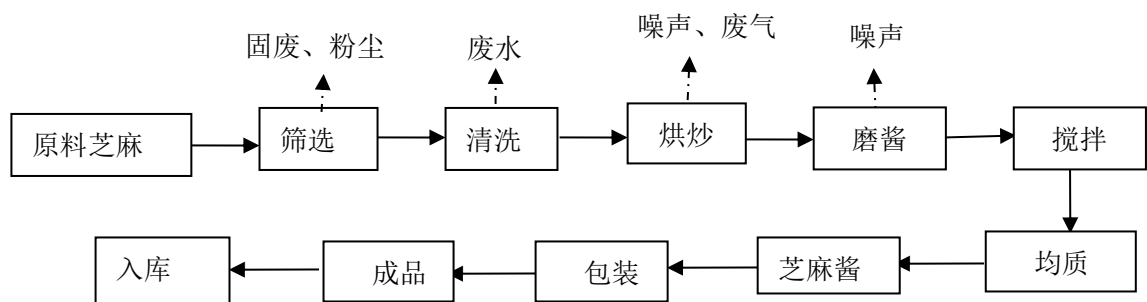 固废、粉尘
废水
噪声、废气
噪声
原料芝麻
筛选
清洗
烘炒
磨酱
搅拌
入库
成品
包装
芝麻酱
均质